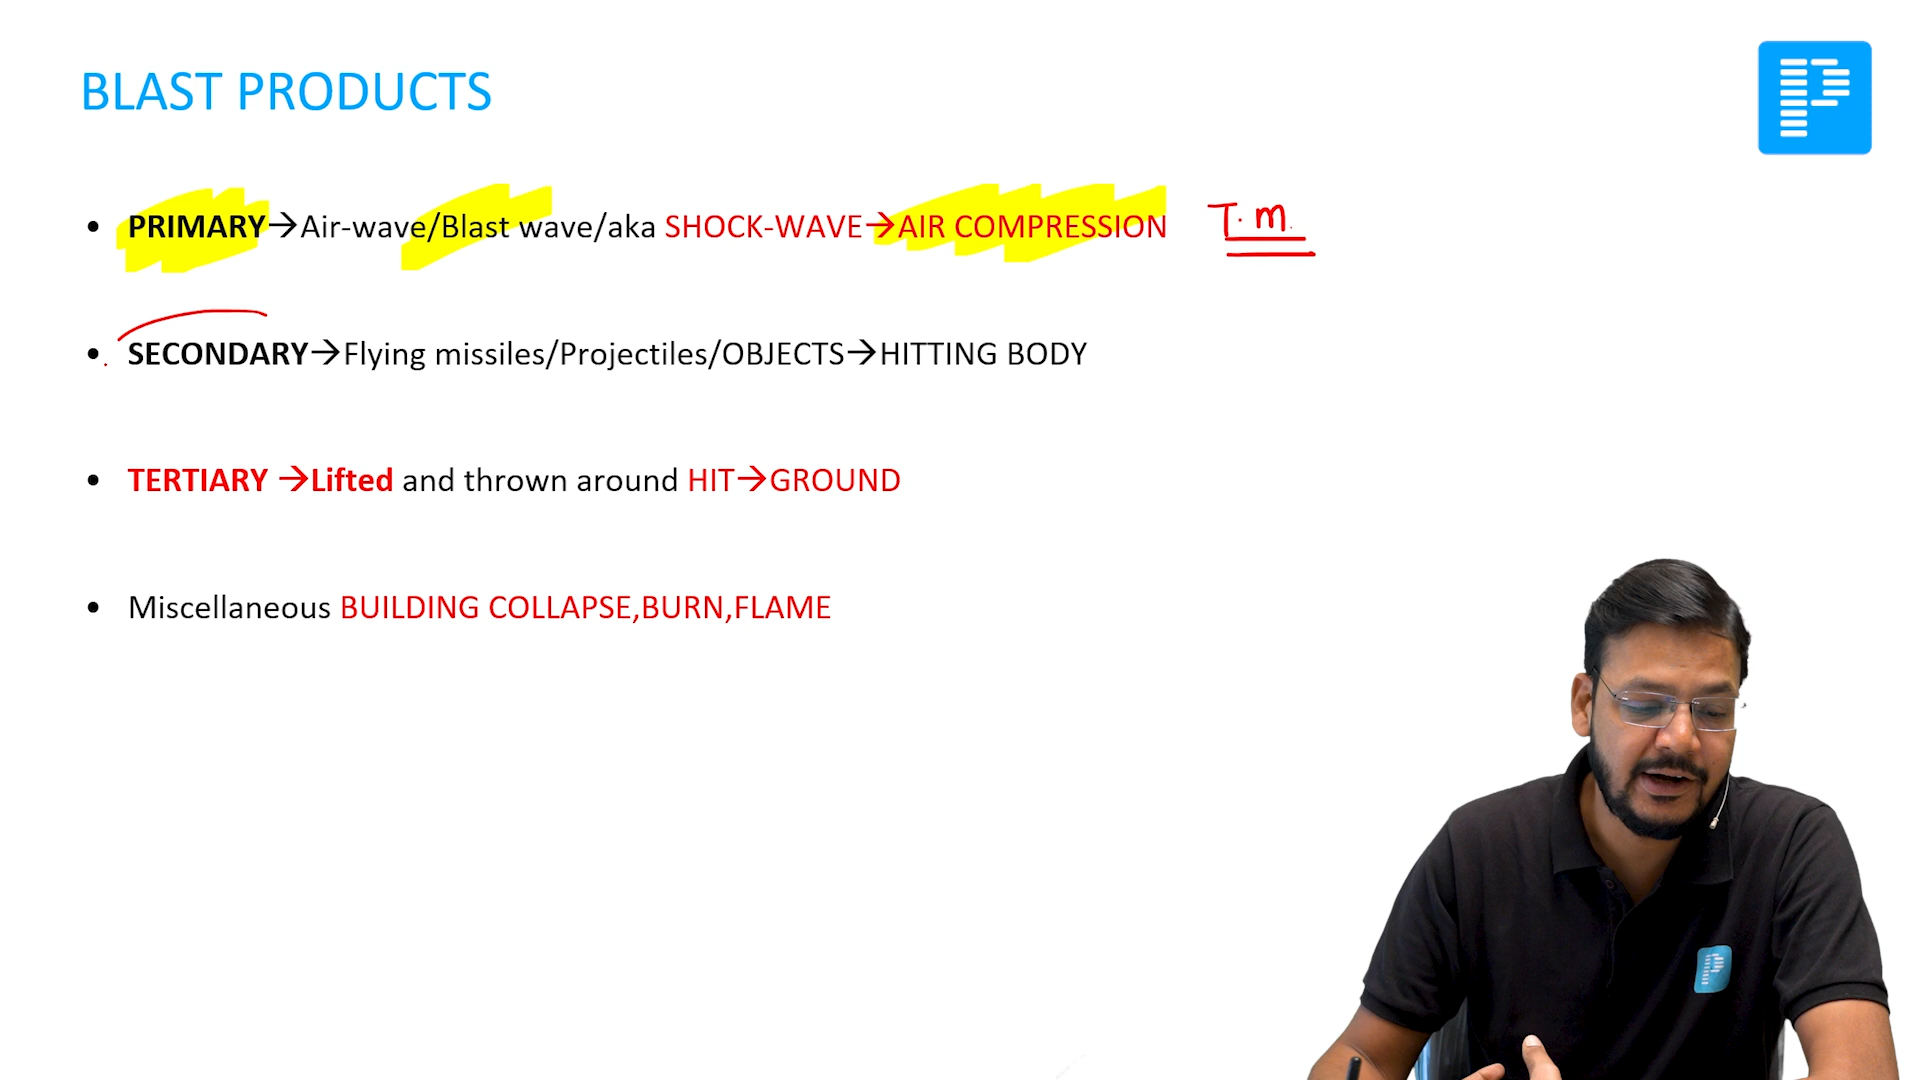 BLAST PRODUCTS
• PRIMARY→Air-wave/Blast wave/aka SHOCK-WAVE→AIR COMPRESSION T.m.
• SECONDARY→Flying missiles/Projectiles/OBJECTS→HITTING BODY
• TERTIARY →Lifted and thrown around HIT→GROUND
• Miscellaneous BUILDING COLLAPSE,BURN,FLAME